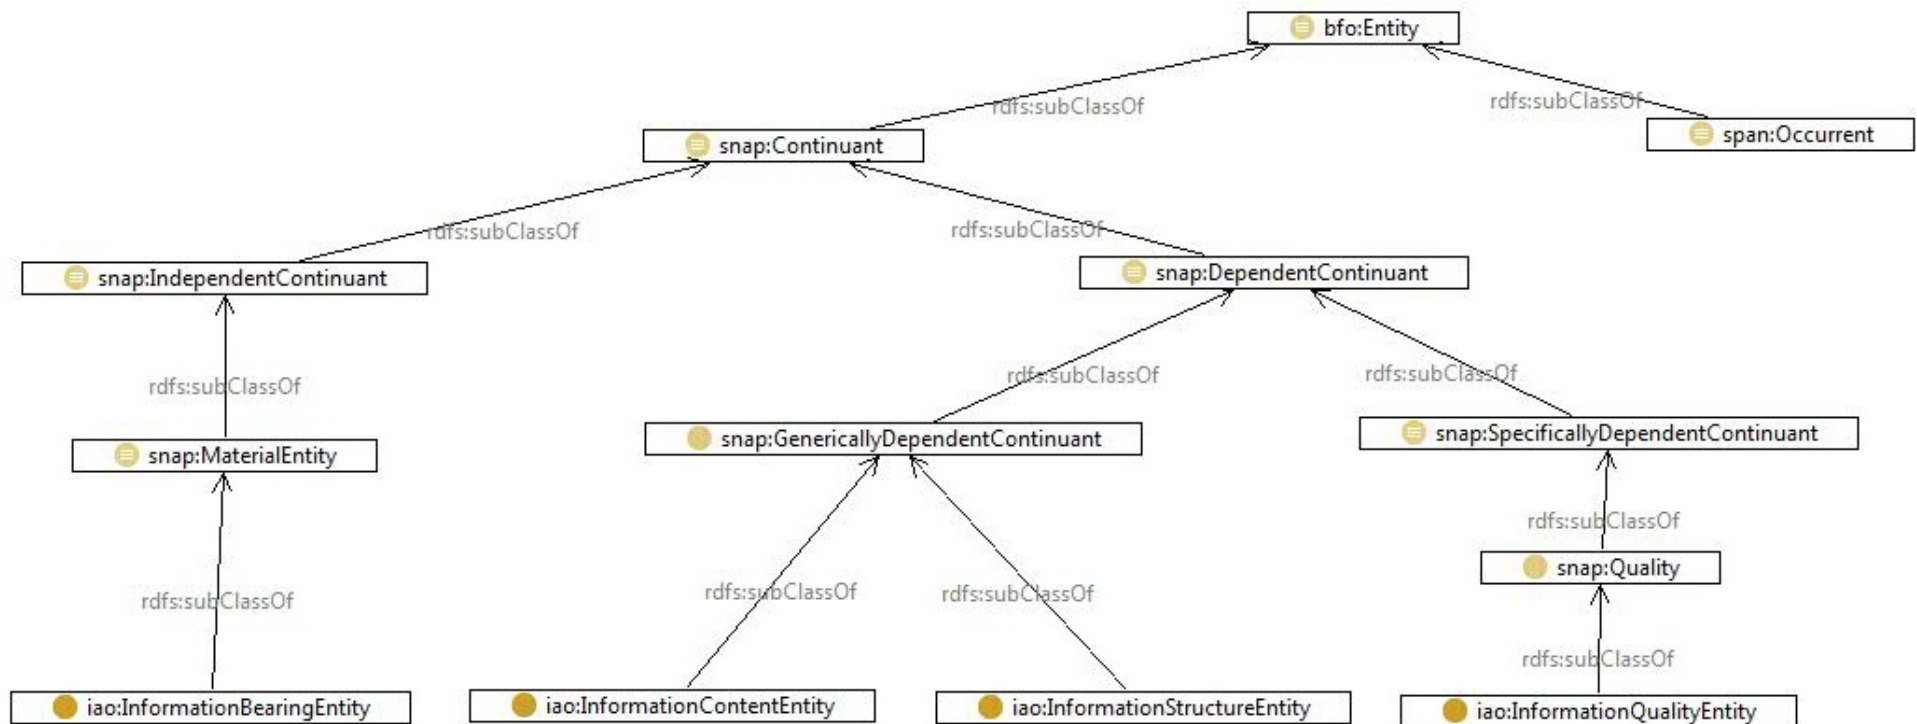 bfo:Entity
rdfs:subClassOf
rdfs:subClassOf
snap:Continuant
span:Occurrent
rdfs:subClassOf
rdfs:subClassOf
snap:IndependentContinuant
snap:DependentContinuant
rdfs:subClassOf
rdfs:subClassOf
rdfs:subClassOf
snap:MaterialEntity
snap:GenericallyDependentContinuant
snap:SpecificallyDependentContinuant
rdfs:subClassOf
snap:Quality
rdfs:subClassOf
rdfs:subClassOf
rdfs:subClassOf
rdfs:subClassOf
iao:InformationBearingEntity
iao:InformationContentEntity
iao:InformationStructureEntity
iao:InformationQualityEntity